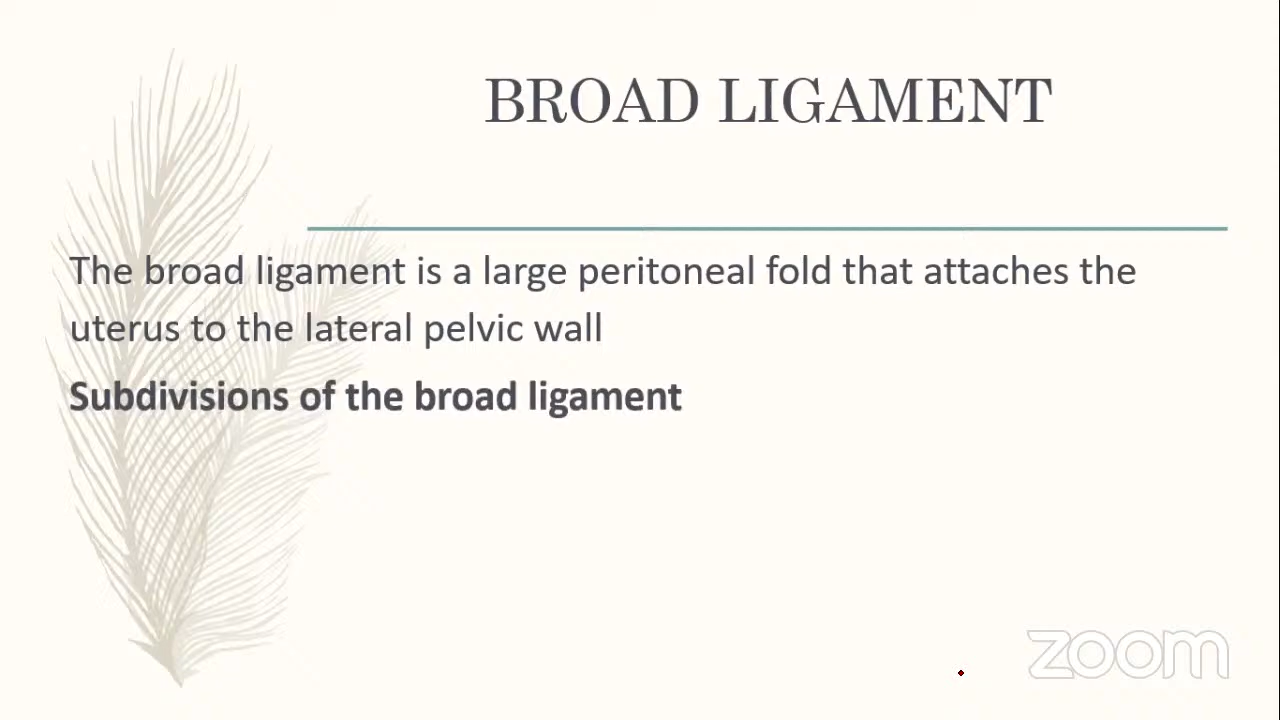 BROAD LIGAMENT
The broad ligament is a large peritoneal fold that attaches the
uterus to the lateral pelvic wall
Subdivisions of the broad ligament
zoom